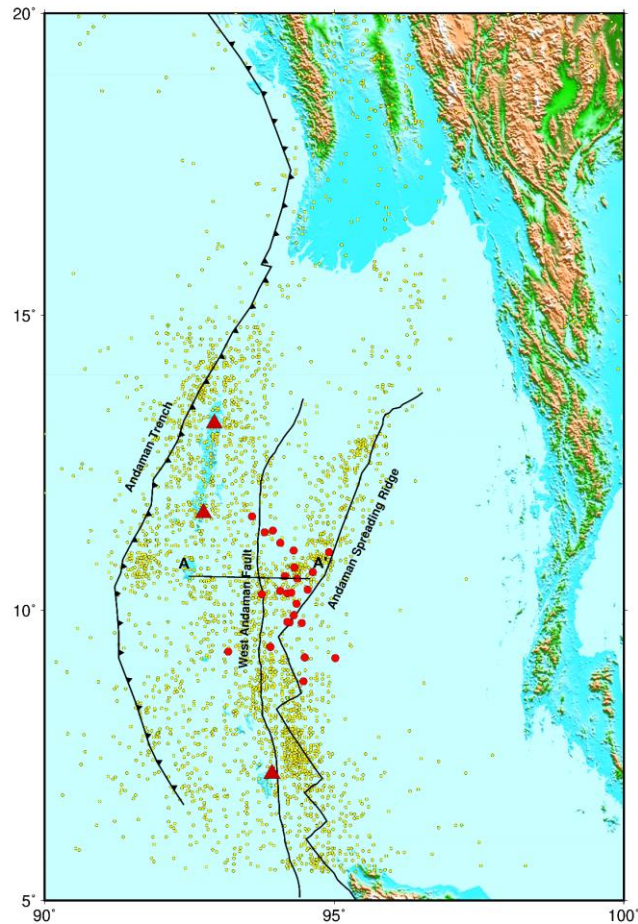 20˚
15˚
10˚
5˚
90˚
95˚
100˚
Andaman Trench
A
A'
West Andaman Fault
Andaman Spreading Ridge